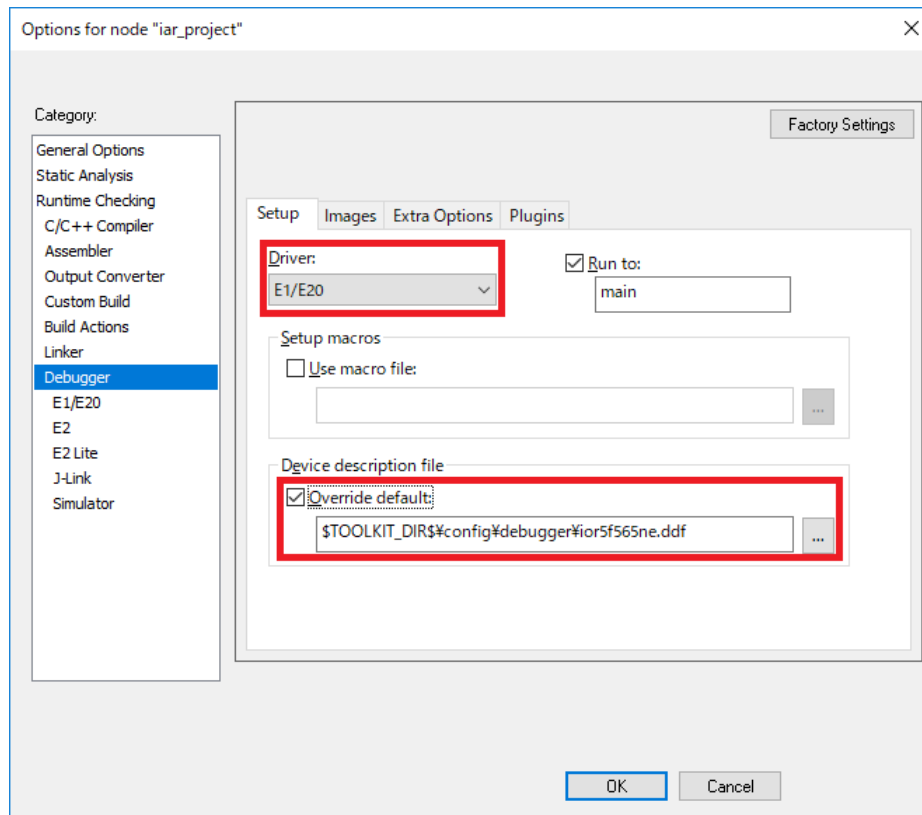 Options for node "iar_project"
Category:
General Options
Static Analysis
Runtime Checking
C/C++ Compiler
Assembler
Output Converter
Custom Build
Build Actions
Linker
Debugger
E1/E20
E2
E2 Lite
J-Link
Simulator
Factory Settings
Setup
Images
Extra Options
Plugins
Driver:
E1/E20
Run to:
main
Setup macros
Use macro file:
...
Device description file
Override default:
$TOOLKIT_DIR$¥config¥debugger¥ior5f565ne.ddf
...
OK
Cancel